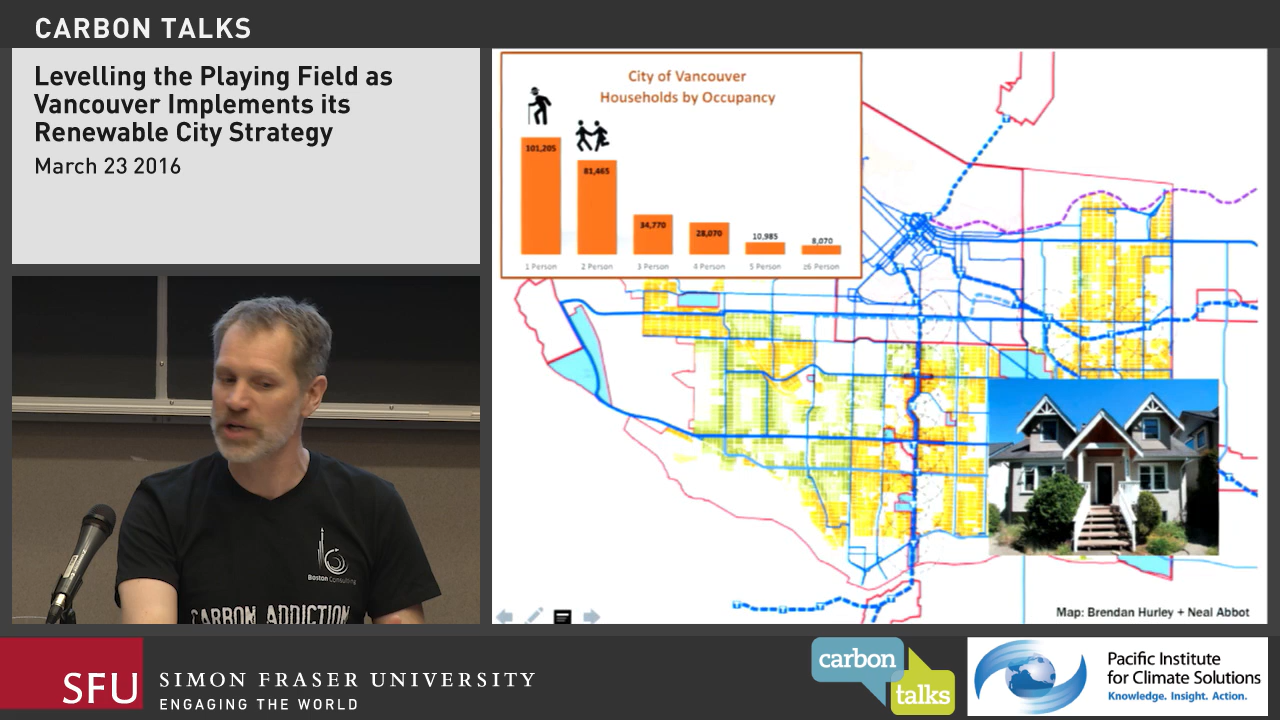 CARBON TALKS
Levelling the Playing Field as
Vancouver Implements its
Renewable City Strategy
March 23 2016
City of Vancouver
Households by Occupancy
101,205
81,465
34,770
28,070
10,985
8,070
1 Person
2 Person
3 Person
4 Person
5 Person
≥6 Person
Map: Brendan Hurley + Neal Abbot
Boston Consulting
CARBON ADDICTION
SFU
SIMON FRASER UNIVERSITY
ENGAGING THE WORLD
carbon
talks
Pacific Institute
for Climate Solutions
Knowledge. Insight. Action.